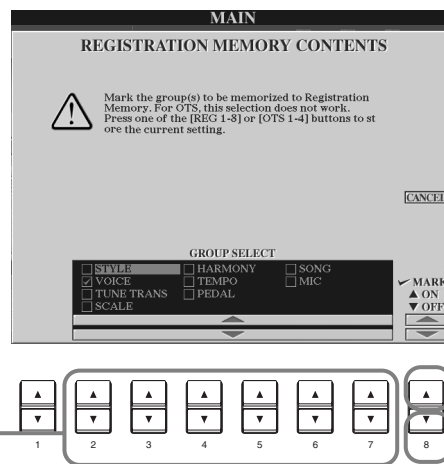 MAIN
REGISTRATION MEMORY CONTENTS
Mark the group(s) to be memorized to Registration
Memory. For OTS, this selection does not work.
Press one of the [REG 1-8] or [OTS 1-4] buttons to st
ore the current setting.
CANCEL
GROUP SELECT
STYLE HARMONY SONG
VOICE TEMPO MIC
TUNE TRANS PEDAL
SCALE
MARK
▲ ON
▼ OFF
1 2 3 4 5 6 7 8